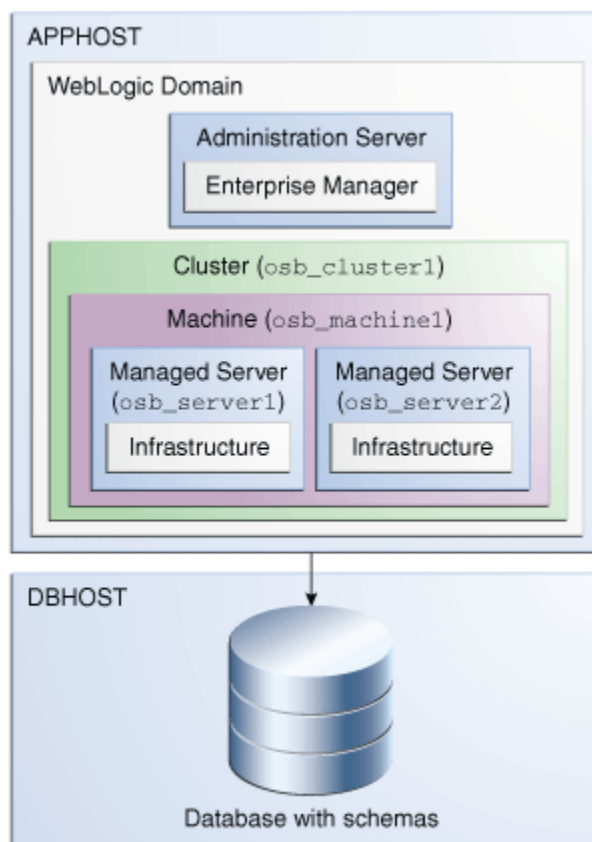 APPHOST
WebLogic Domain
Administration Server
Enterprise Manager
Cluster (osb_cluster1)
Machine (osb_machine1)
Managed Server
(osb_server1)
Infrastructure
Managed Server
(osb_server2)
Infrastructure
DBHOST
Database with schemas